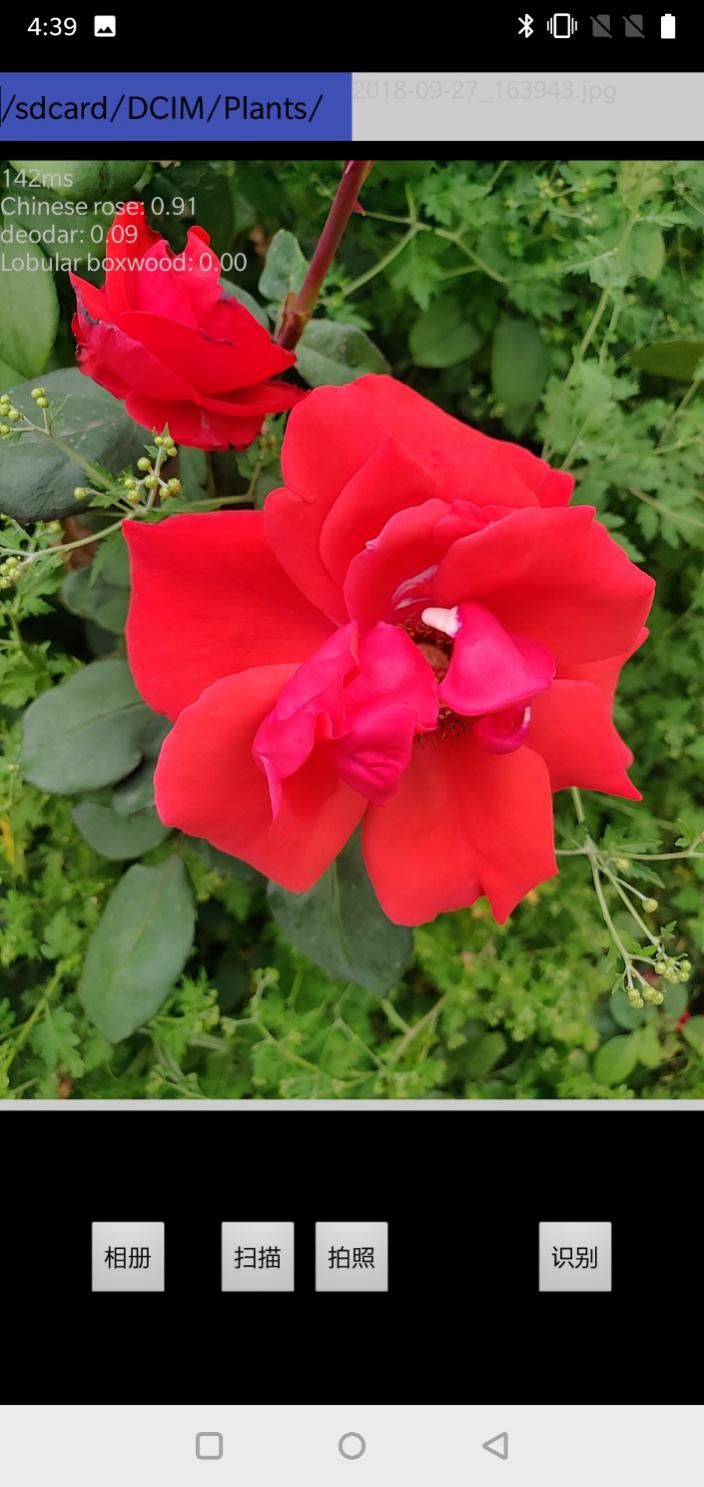 4:39
/sdcard/DCIM/Plants/
2018-09-27_163943.jpg
142ms
Chinese rose: 0.91
deodar: 0.09
Lobular boxwood: 0.00
相册 扫描 拍照 识别